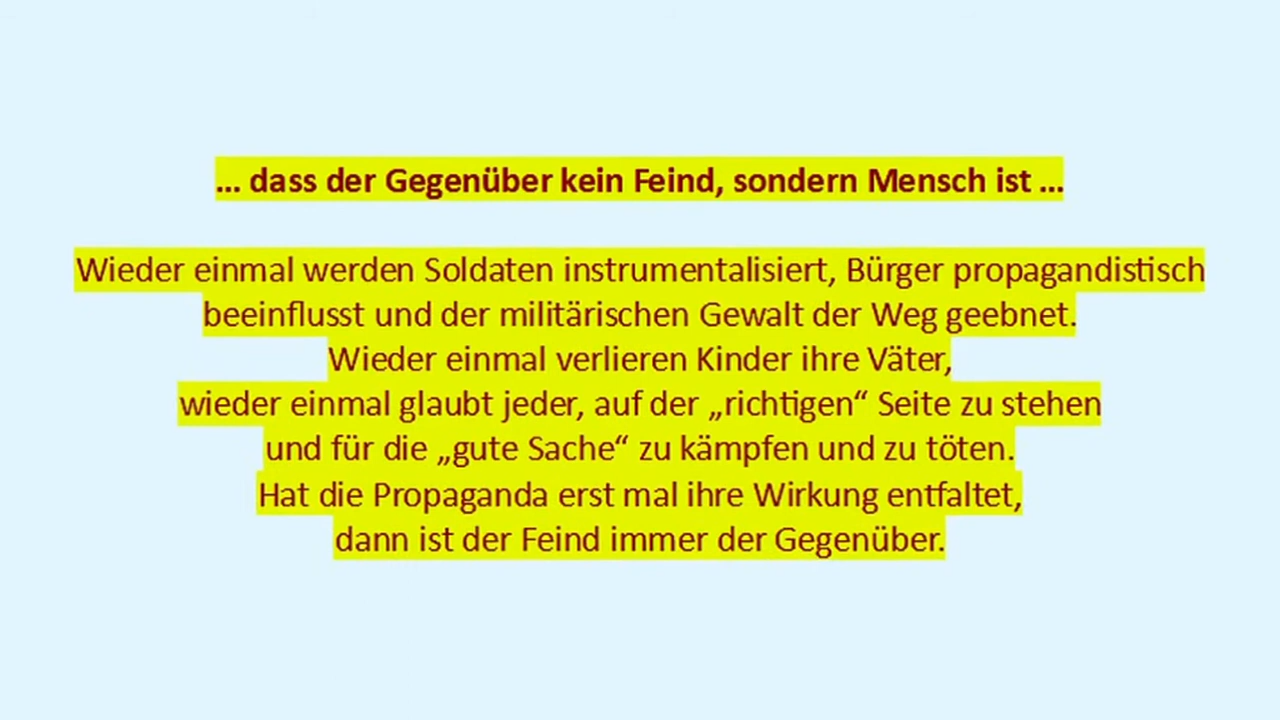 ... dass der Gegenüber kein Feind, sondern Mensch ist ...
Wieder einmal werden Soldaten instrumentalisiert, Bürger propagandistisch
beeinflusst und der militärischen Gewalt der Weg geebnet.
Wieder einmal verlieren Kinder ihre Väter,
wieder einmal glaubt jeder, auf der „richtigen“ Seite zu stehen
und für die „gute Sache“ zu kämpfen und zu töten.
Hat die Propaganda erst mal ihre Wirkung entfaltet,
dann ist der Feind immer der Gegenüber.